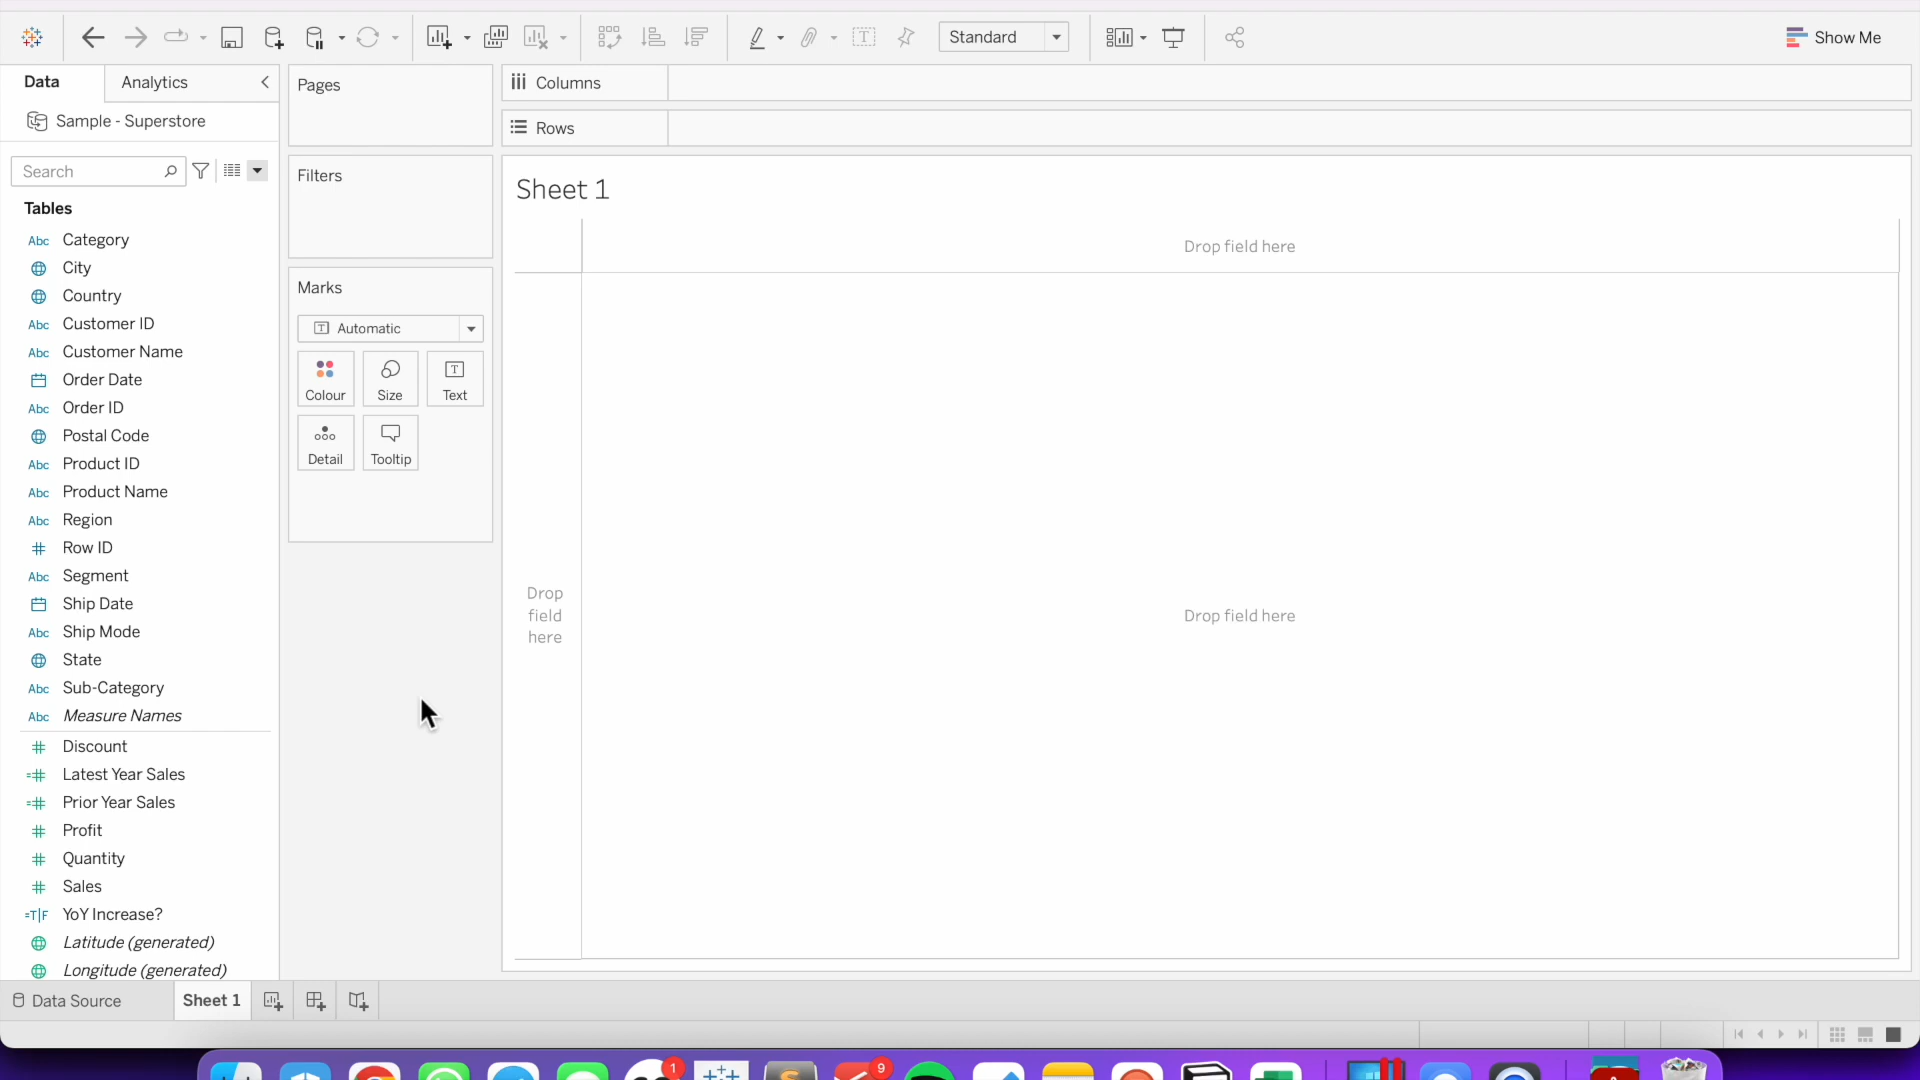 Standard
Show Me
Data
Analytics
Pages
Columns
Sample - Superstore
Rows
Search
Filters
Sheet 1
Tables
Drop field here
Abc Category
City
Country
Abc Customer ID
Abc Customer Name
Order Date
Abc Order ID
Postal Code
Abc Product ID
Abc Product Name
Abc Region
# Row ID
Abc Segment
Ship Date
Abc Ship Mode
State
Abc Sub-Category
Abc Measure Names
# Discount
=# Latest Year Sales
=# Prior Year Sales
# Profit
# Quantity
# Sales
=T|F YoY Increase?
Latitude (generated)
Longitude (generated)
Marks
T Automatic
Colour
Size
T
Text
Detail
Tooltip
Drop
field
here
Drop field here
Data Source
Sheet 1
1
9